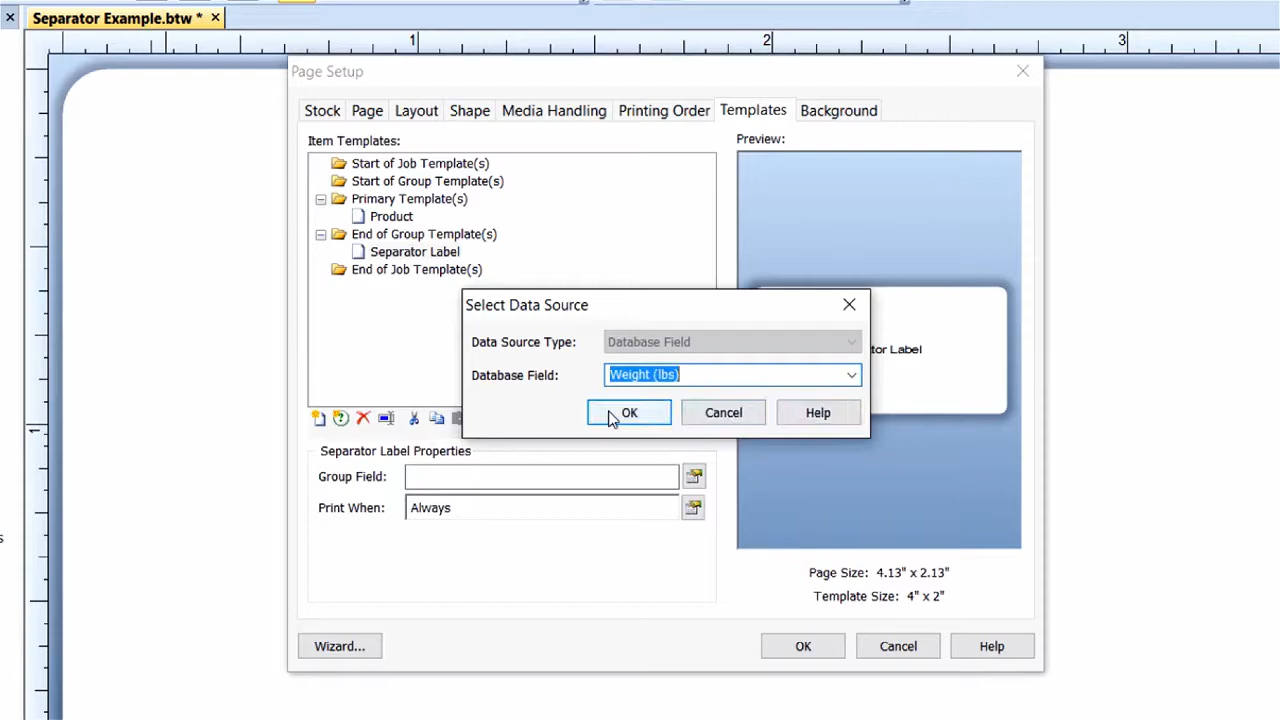 Separator Example.btw *
1 2 3
Page Setup
Stock Page Layout Shape Media Handling Printing Order Templates Background
Item Templates:
Preview:
Start of Job Template(s)
Start of Group Template(s)
Primary Template(s)
Product
End of Group Template(s)
Separator Label
End of Job Template(s)
Select Data Source
Data Source Type: Database Field
Database Field: Weight (lbs)
OK Cancel Help
tor Label
1
Separator Label Properties
Group Field:
Print When: Always
s
Page Size: 4.13" x 2.13"
Template Size: 4" x 2"
Wizard... OK Cancel Help